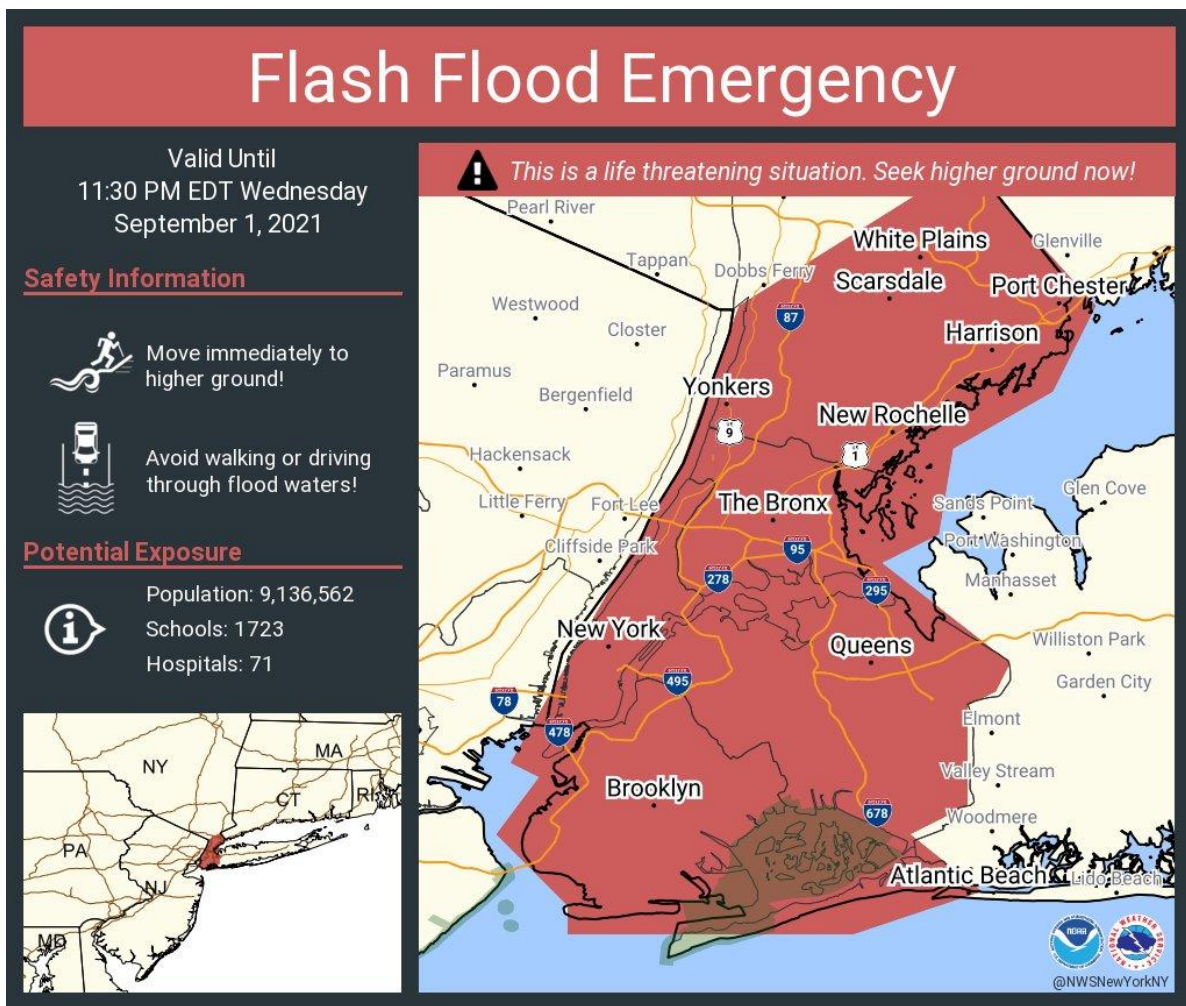 Flash Flood Emergency
Valid Until
11:30 PM EDT Wednesday
September 1, 2021
Safety Information
Move immediately to
higher ground!
Avoid walking or driving
through flood waters!
Potential Exposure
Population: 9,136,562
Schools: 1723
Hospitals: 71
NY
MA
CT
RI
PA
NJ
MD
This is a life threatening situation. Seek higher ground now!
Pearl River
White Plains
Glenville
Tappan
Dobbs Ferry
Scarsdale
Port Chester
Westwood
87
Closter
Harrison
Paramus
Yonkers
Bergenfield
New Rochelle
9
1
Hackensack
Little Ferry
Fort Lee
The Bronx
Sands Point
Glen Cove
Cliffside Park
95
Port Washington
278
295
Manhasset
New York
Queens
Williston Park
495
Garden City
78
478
Elmont
Brooklyn
Valley Stream
678
Woodmere
Atlantic Beach
Lido Beach
NOAA
NATIONAL WEATHER SERVICE
@NWSNewYorkNY